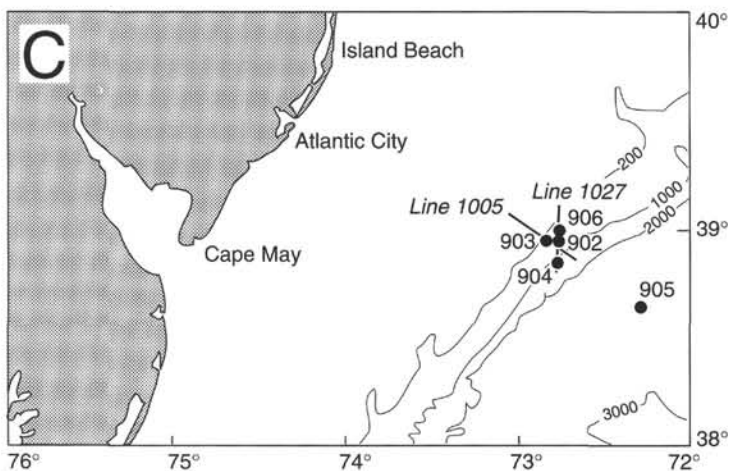 C
40°
Island Beach
Atlantic City
200
1000
2000
Line 1005
Line 1027
906
39°
903
902
Cape May
904
905
3000
38°
76°
75°
74°
73°
72°